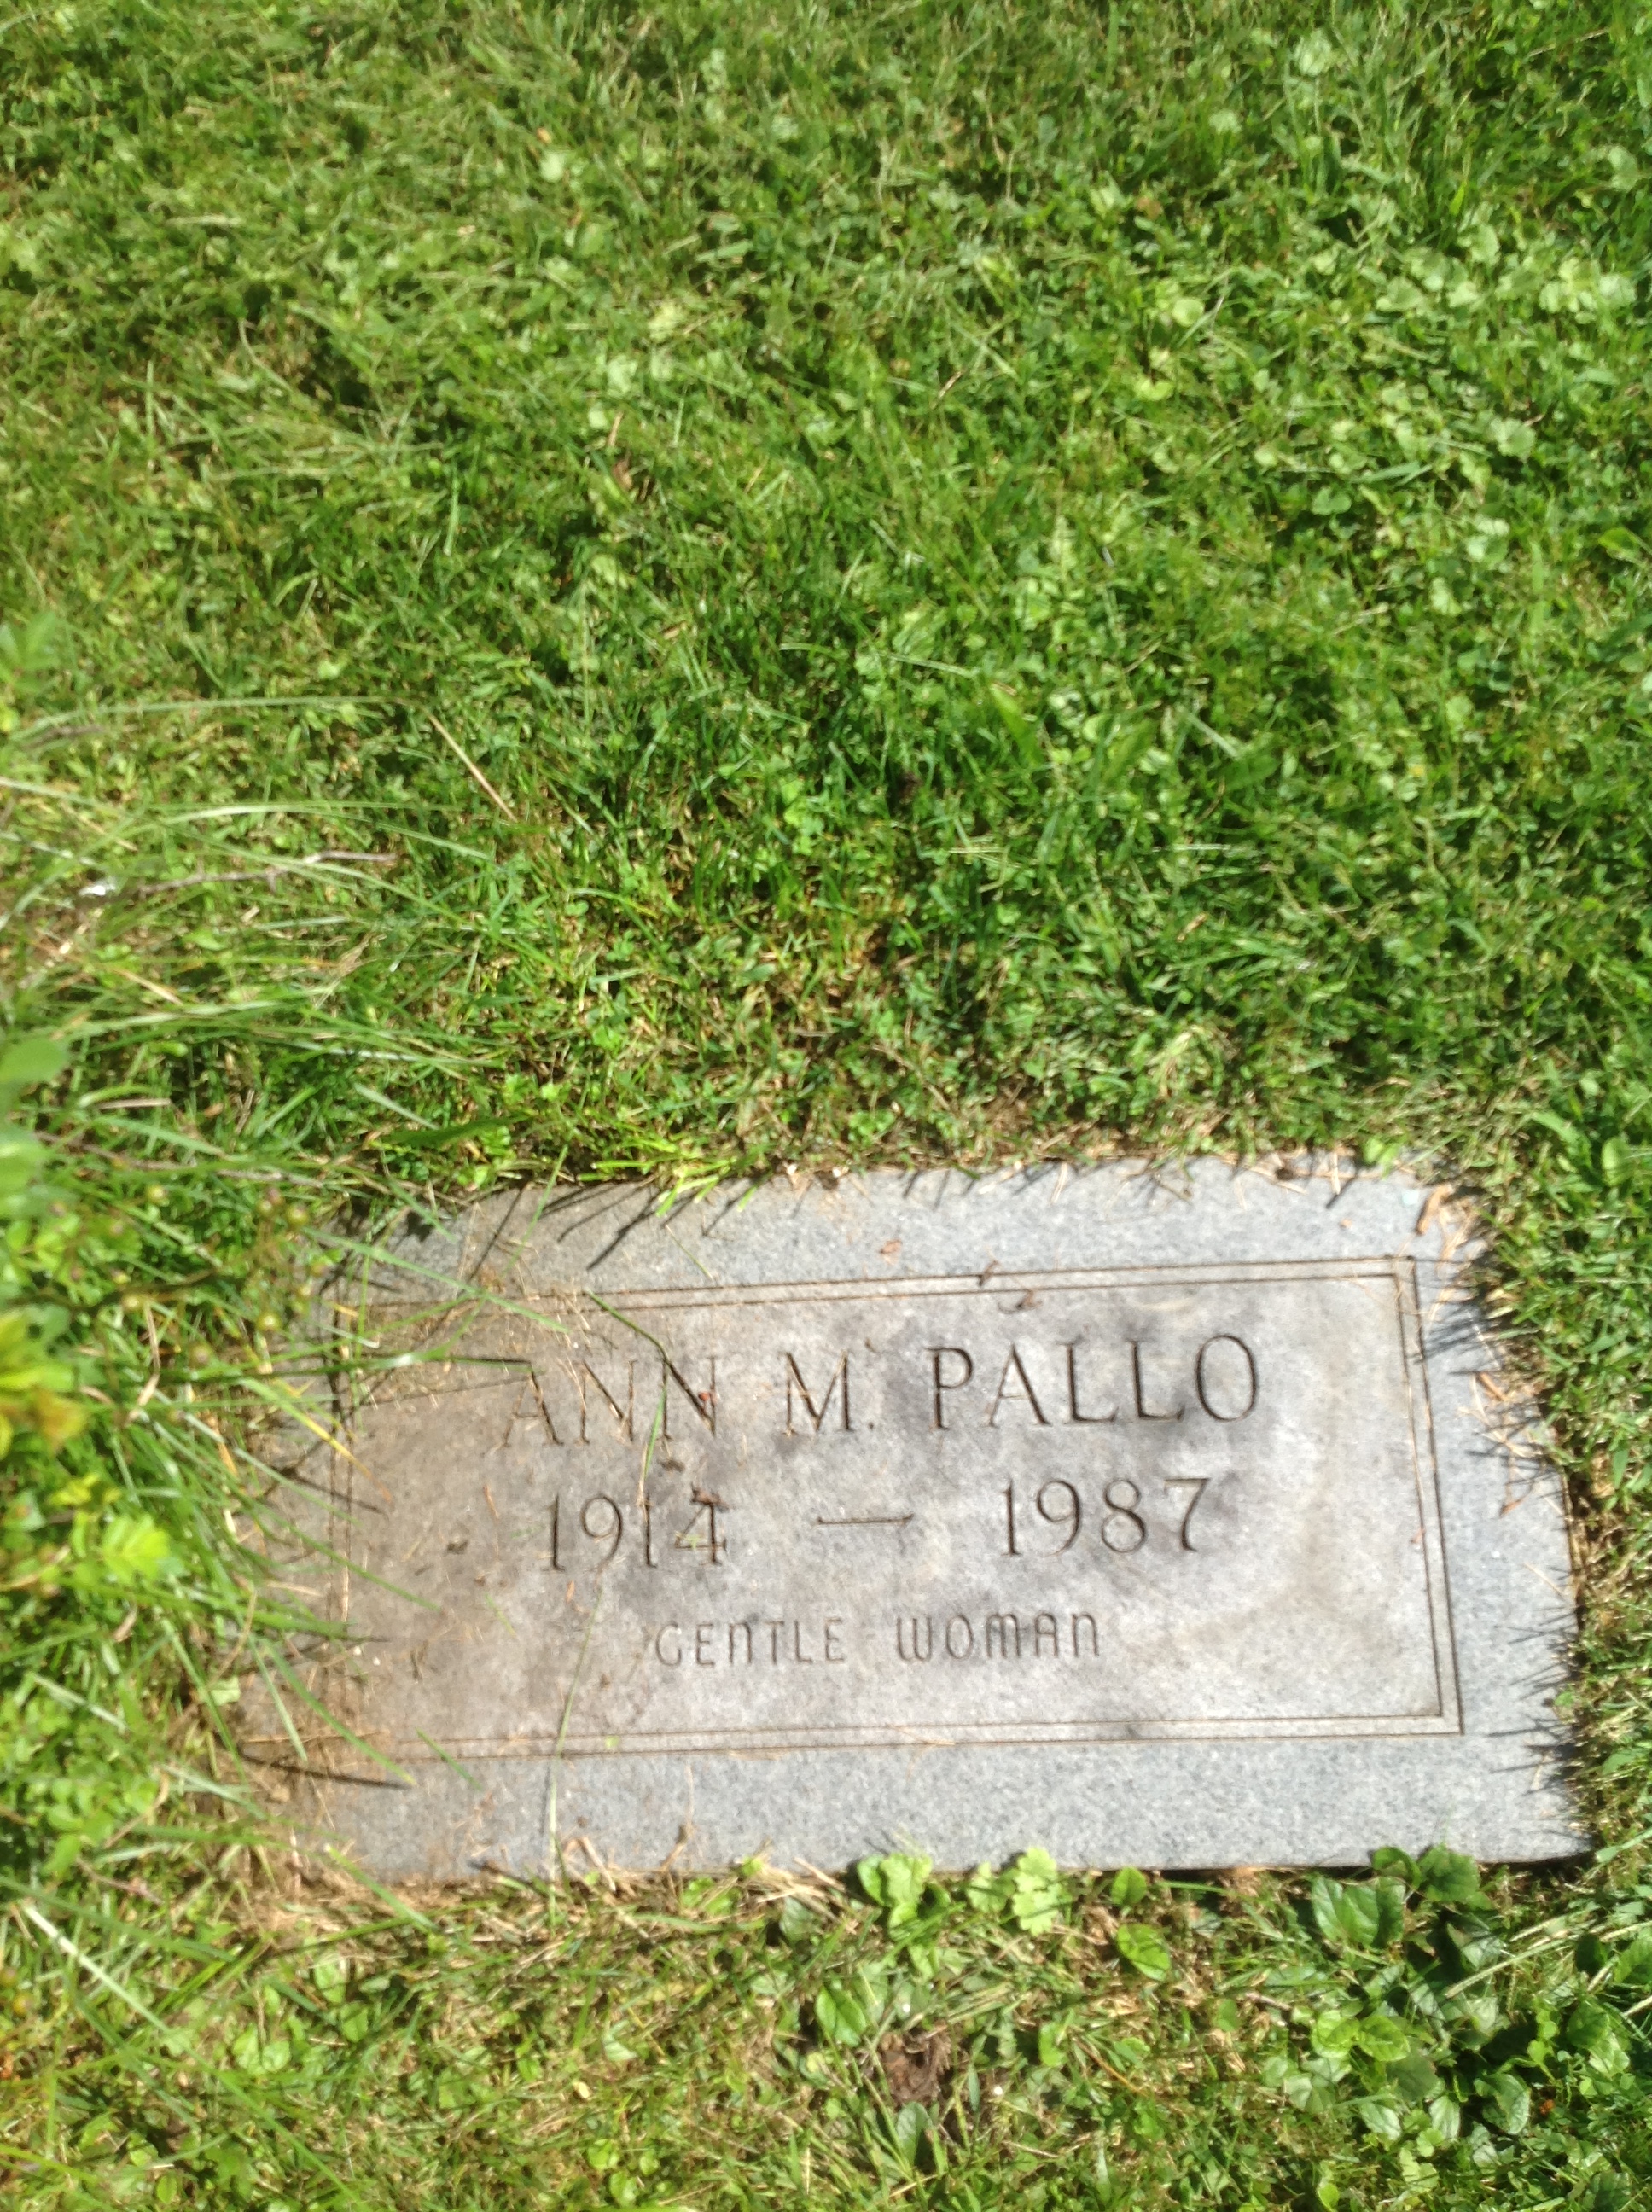 ANN M. PALLO
1914 — 1987
GENTLE WOMAN